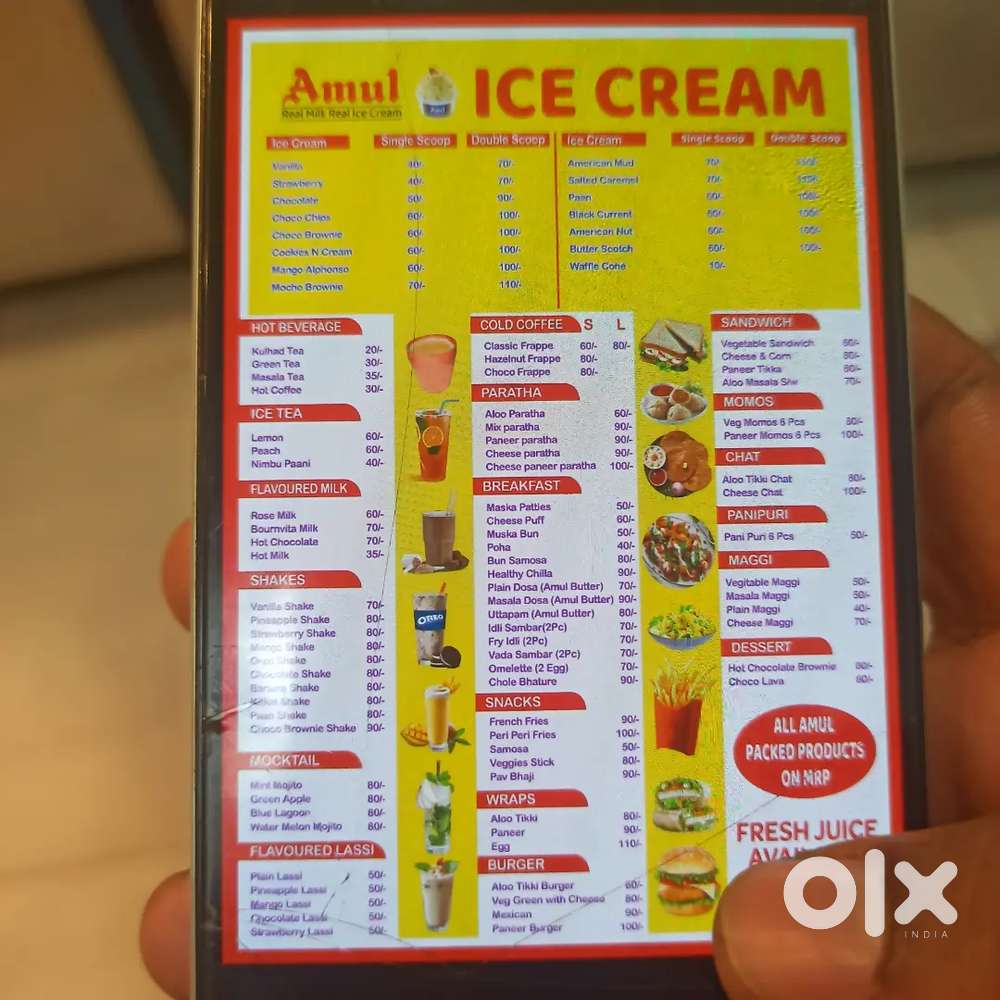 Amul
Real Milk Real Ice Cream
ICE CREAM
Ice Cream Single Scoop Double Scoop
Vanilla 40/- 70/-
Strawberry 40/- 70/-
Chocolate 50/- 90/-
Choco Chips 60/- 100/-
Choco Brownie 60/- 100/-
Cookies N Cream 60/- 100/-
Mango Alphonso 60/- 100/-
Mocho Brownie 70/- 110/-
Ice Cream Single Scoop Double Scoop
American Mud 70/-
Salted Caramel 70/- 110/-
Paan 60/- 100/-
Black Current 60/- 100/-
American Nut 60/- 100/-
Butter Scotch 60/- 100/-
Waffle Cone 10/-
HOT BEVERAGE
Kulhad Tea 20/-
Green Tea 30/-
Masala Tea 35/-
Hot Coffee 30/-
ICE TEA
Lemon 60/-
Peach 60/-
Nimbu Paani 40/-
FLAVOURED MILK
Rose Milk 60/-
Bournvita Milk 70/-
Hot Chocolate 70/-
Hot Milk 35/-
SHAKES
Vanilla Shake 70/-
Pineapple Shake 80/-
Strawberry Shake 80/-
Mango Shake 80/-
Oreo Shake 80/-
Chocolate Shake 80/-
Banana Shake 80/-
Kitkat Shake 80/-
Paan Shake 80/-
Choco Brownie Shake 90/-
MOCKTAIL
Mint Mojito 80/-
Green Apple 80/-
Blue Lagoon 80/-
Water Melon Mojito 80/-
FLAVOURED LASSI
Plain Lassi 50/-
Pineapple Lassi 50/-
Mango Lassi 50/-
Chocolate Lassi 50/-
Strawberry Lassi 50/-
COLD COFFEE S L
Classic Frappe 60/- 80/-
Hazelnut Frappe 80/-
Choco Frappe 80/-
PARATHA
Aloo Paratha 60/-
Mix paratha 90/-
Paneer paratha 90/-
Cheese paratha 90/-
Cheese paneer paratha 100/-
BREAKFAST
Maska Patties 50/-
Cheese Puff 60/-
Muska Bun 50/-
Poha 40/-
Bun Samosa 80/-
Healthy Chilla 90/-
Plain Dosa (Amul Butter) 70/-
Masala Dosa (Amul Butter) 90/-
Uttapam (Amul Butter) 80/-
Idli Sambar(2Pc) 70/-
Fry Idli (2Pc) 70/-
Vada Sambar (2Pc) 70/-
Omelette (2 Egg) 70/-
Chole Bhature 90/-
SNACKS
French Fries 90/-
Peri Peri Fries 100/-
Samosa 50/-
Veggies Stick 80/-
Pav Bhaji 90/-
WRAPS
Aloo Tikki 80/-
Paneer 90/-
Egg 110/-
BURGER
Aloo Tikki Burger 60/-
Veg Green with Cheese 80/-
Mexican 90/-
Paneer Burger 100/-
OREO
SANDWICH
Vegetable Sandwich 60/-
Cheese & Corn 80/-
Paneer Tikka 80/-
Aloo Masala S/w 70/-
MOMOS
Veg Momos 6 Pcs 80/-
Paneer Momos 6 Pcs 100/-
CHAT
Aloo Tikki Chat 80/-
Cheese Chat 100/-
PANIPURI
Pani Puri 6 Pcs 50/-
MAGGI
Vegitable Maggi 50/-
Masala Maggi 50/-
Plain Maggi 40/-
Cheese Maggi 70/-
DESSERT
Hot Chocolate Brownie 80/-
Choco Lava 60/-
ALL AMUL
PACKED PRODUCTS
ON MRP
FRESH JUICE
olx
INDIA